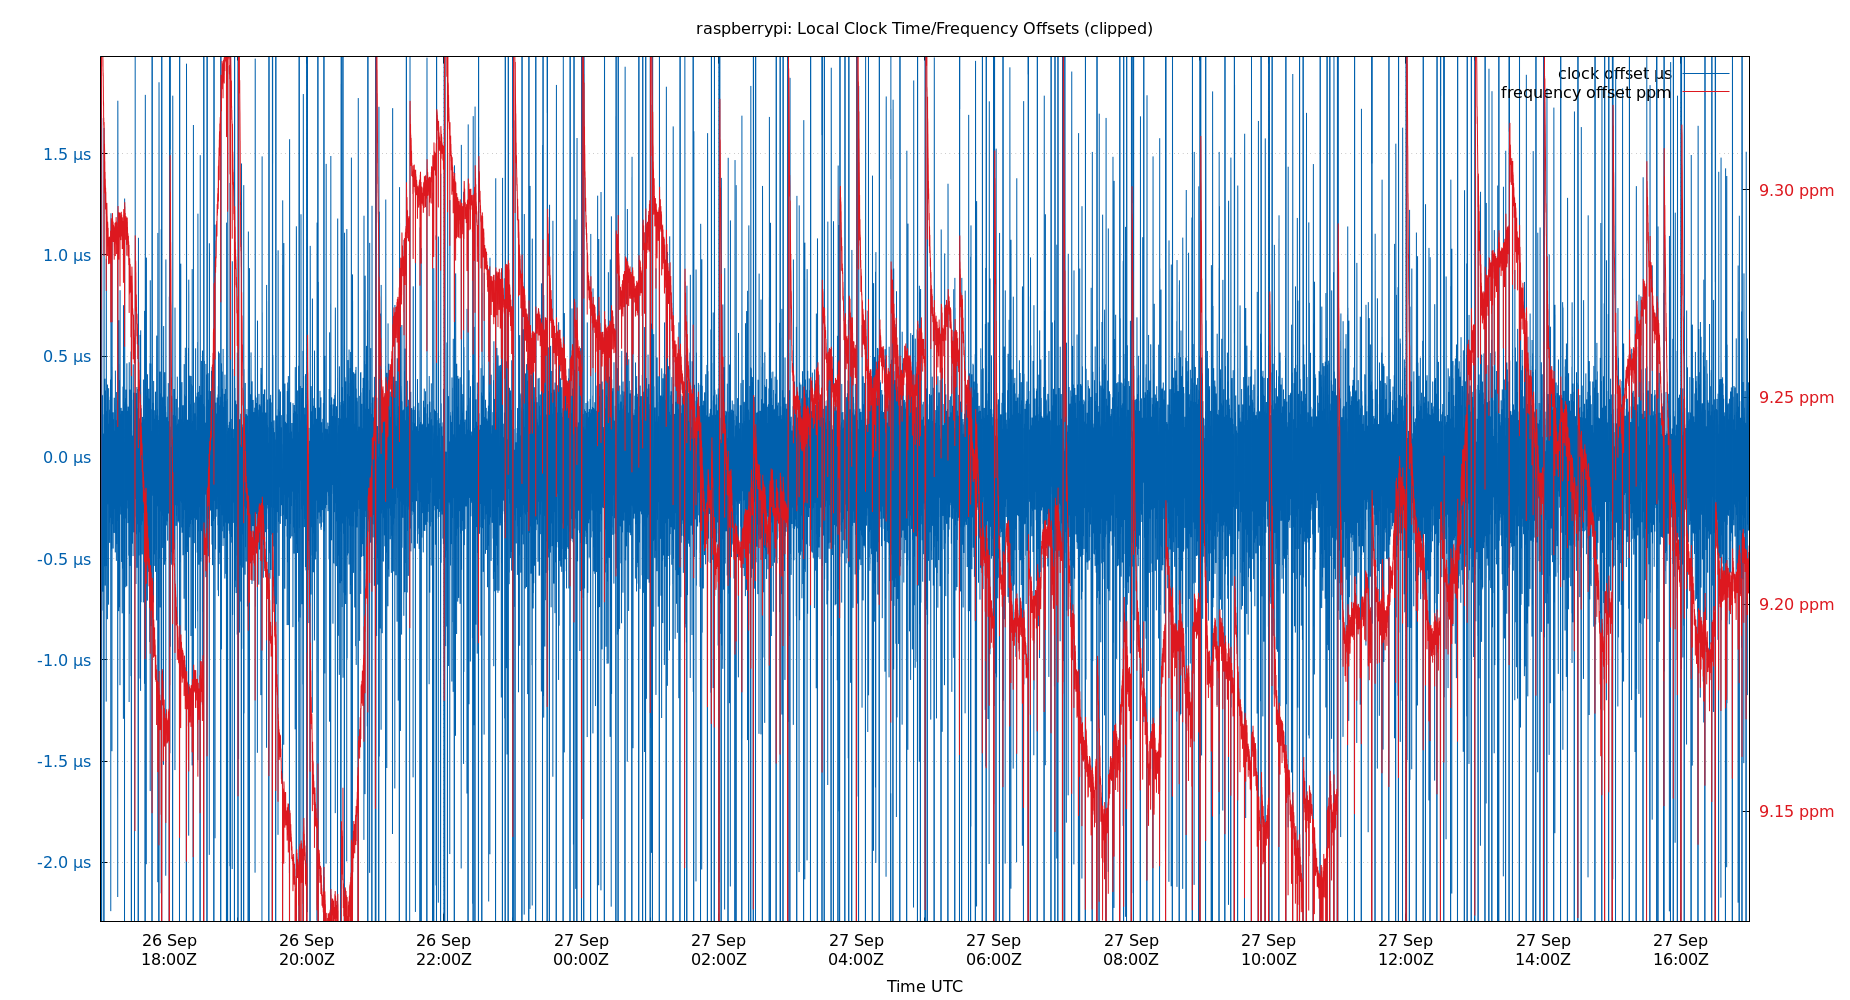 raspberrypi: Local Clock Time/Frequency Offsets (clipped)
clock offset µs
frequency offset ppm
1.5 µs
1.0 µs
0.5 µs
0.0 µs
-0.5 µs
-1.0 µs
-1.5 µs
-2.0 µs
9.30 ppm
9.25 ppm
9.20 ppm
9.15 ppm
26 Sep 26 Sep 26 Sep 27 Sep 27 Sep 27 Sep 27 Sep 27 Sep 27 Sep 27 Sep 27 Sep 27 Sep
18:00Z 20:00Z 22:00Z 00:00Z 02:00Z 04:00Z 06:00Z 08:00Z 10:00Z 12:00Z 14:00Z 16:00Z
Time UTC